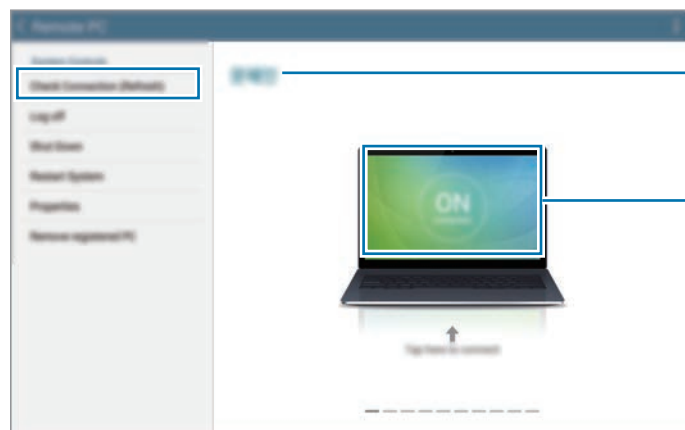 Remote PC
System Controls
Check Connection (Refresh)
Log off
Shut Down
Restart System
Properties
Remove registered PC
ON
Tap here to connect